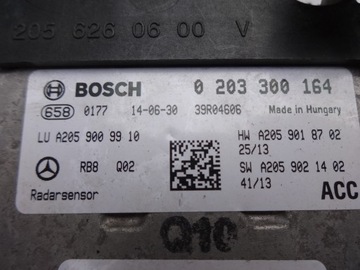 205 626 06 00 V
BOSCH 0 203 300 164
658 0177 14-06-30 39R04606 Made in Hungary
LU A205 900 99 10 HW A205 901 87 02
25/13
RB8 Q02 SW A205 902 14 02
41/13
Radarsensor ACC
Q10